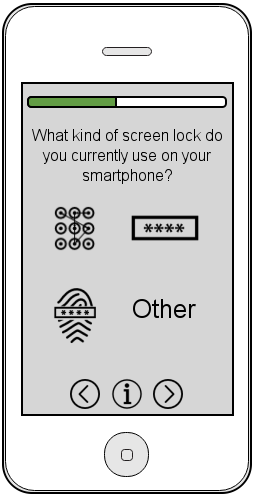 What kind of screen lock do
you currently use on your
smartphone?
****
****
Other
i